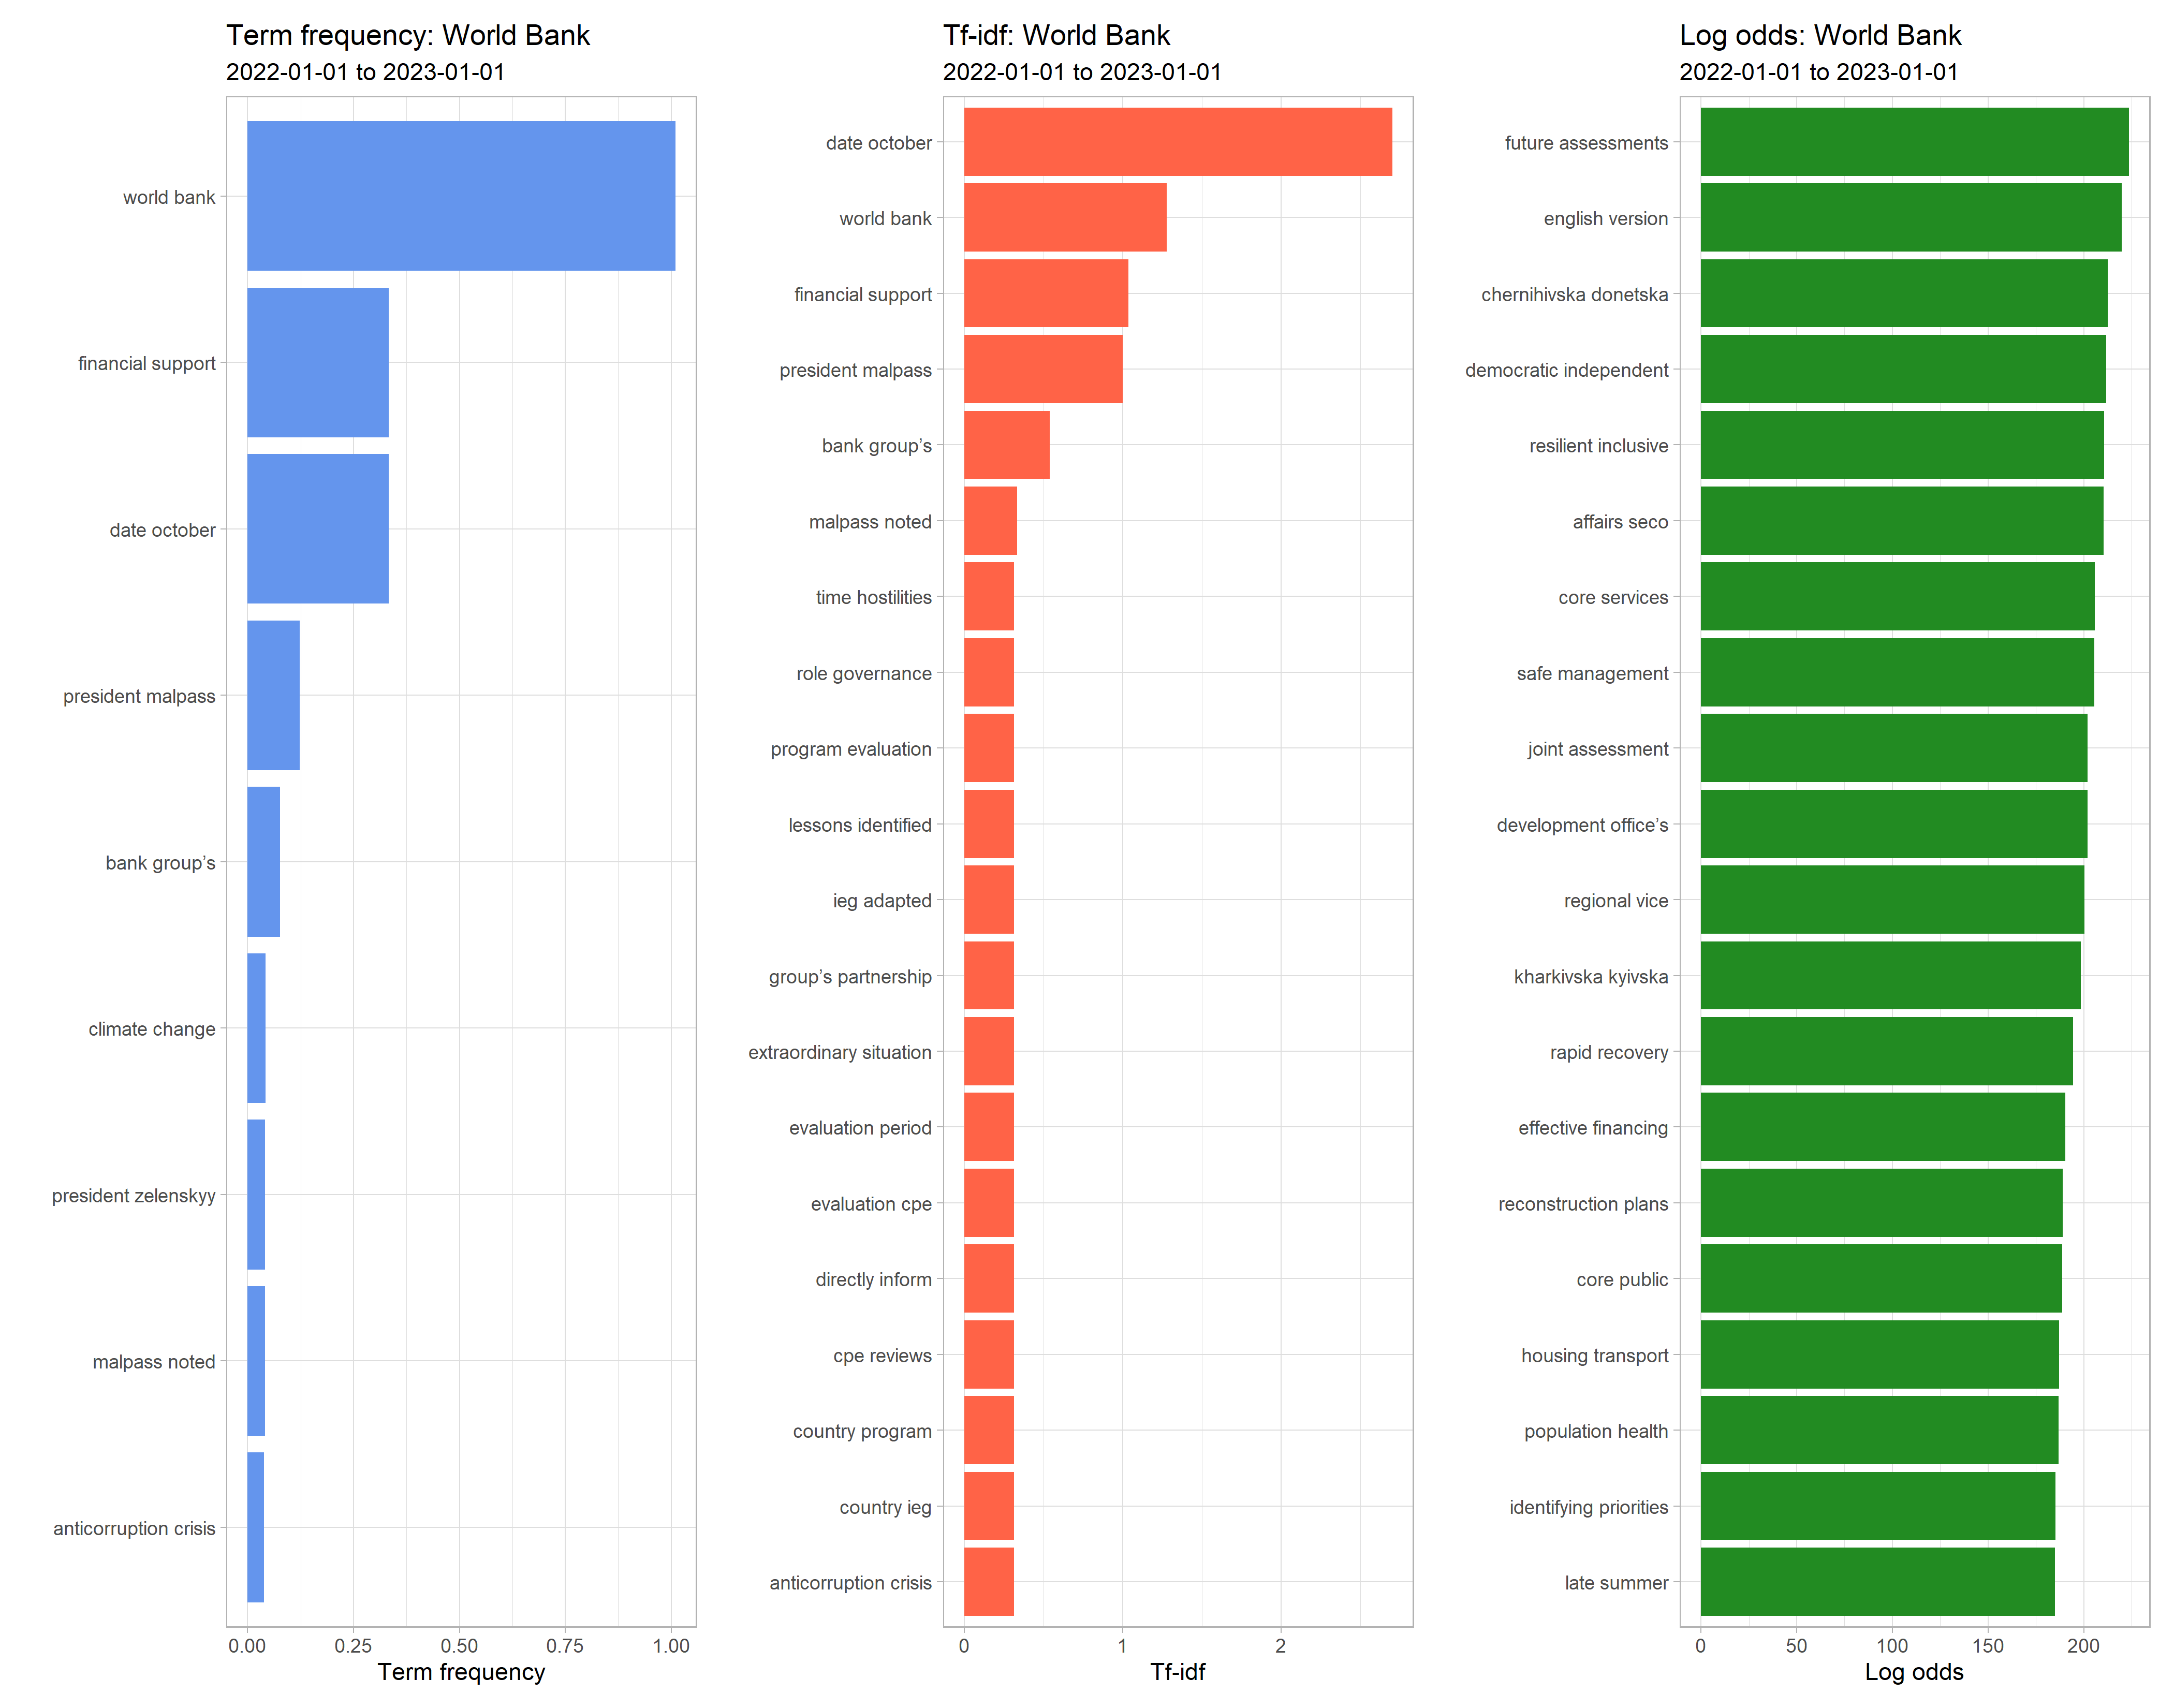 Term frequency: World Bank
2022-01-01 to 2023-01-01
world bank
financial support
date october
president malpass
bank group’s
climate change
president zelenskyy
malpass noted
anticorruption crisis
0.00 0.25 0.50 0.75 1.00
Term frequency
Tf-idf: World Bank
2022-01-01 to 2023-01-01
date october
world bank
financial support
president malpass
bank group’s
malpass noted
time hostilities
role governance
program evaluation
lessons identified
ieg adapted
group’s partnership
extraordinary situation
evaluation period
evaluation cpe
directly inform
cpe reviews
country program
country ieg
anticorruption crisis
0 1 2
Tf-idf
Log odds: World Bank
2022-01-01 to 2023-01-01
future assessments
english version
chernihivska donetska
democratic independent
resilient inclusive
affairs seco
core services
safe management
joint assessment
development office’s
regional vice
kharkivska kyivska
rapid recovery
effective financing
reconstruction plans
core public
housing transport
population health
identifying priorities
late summer
0 50 100 150 200
Log odds